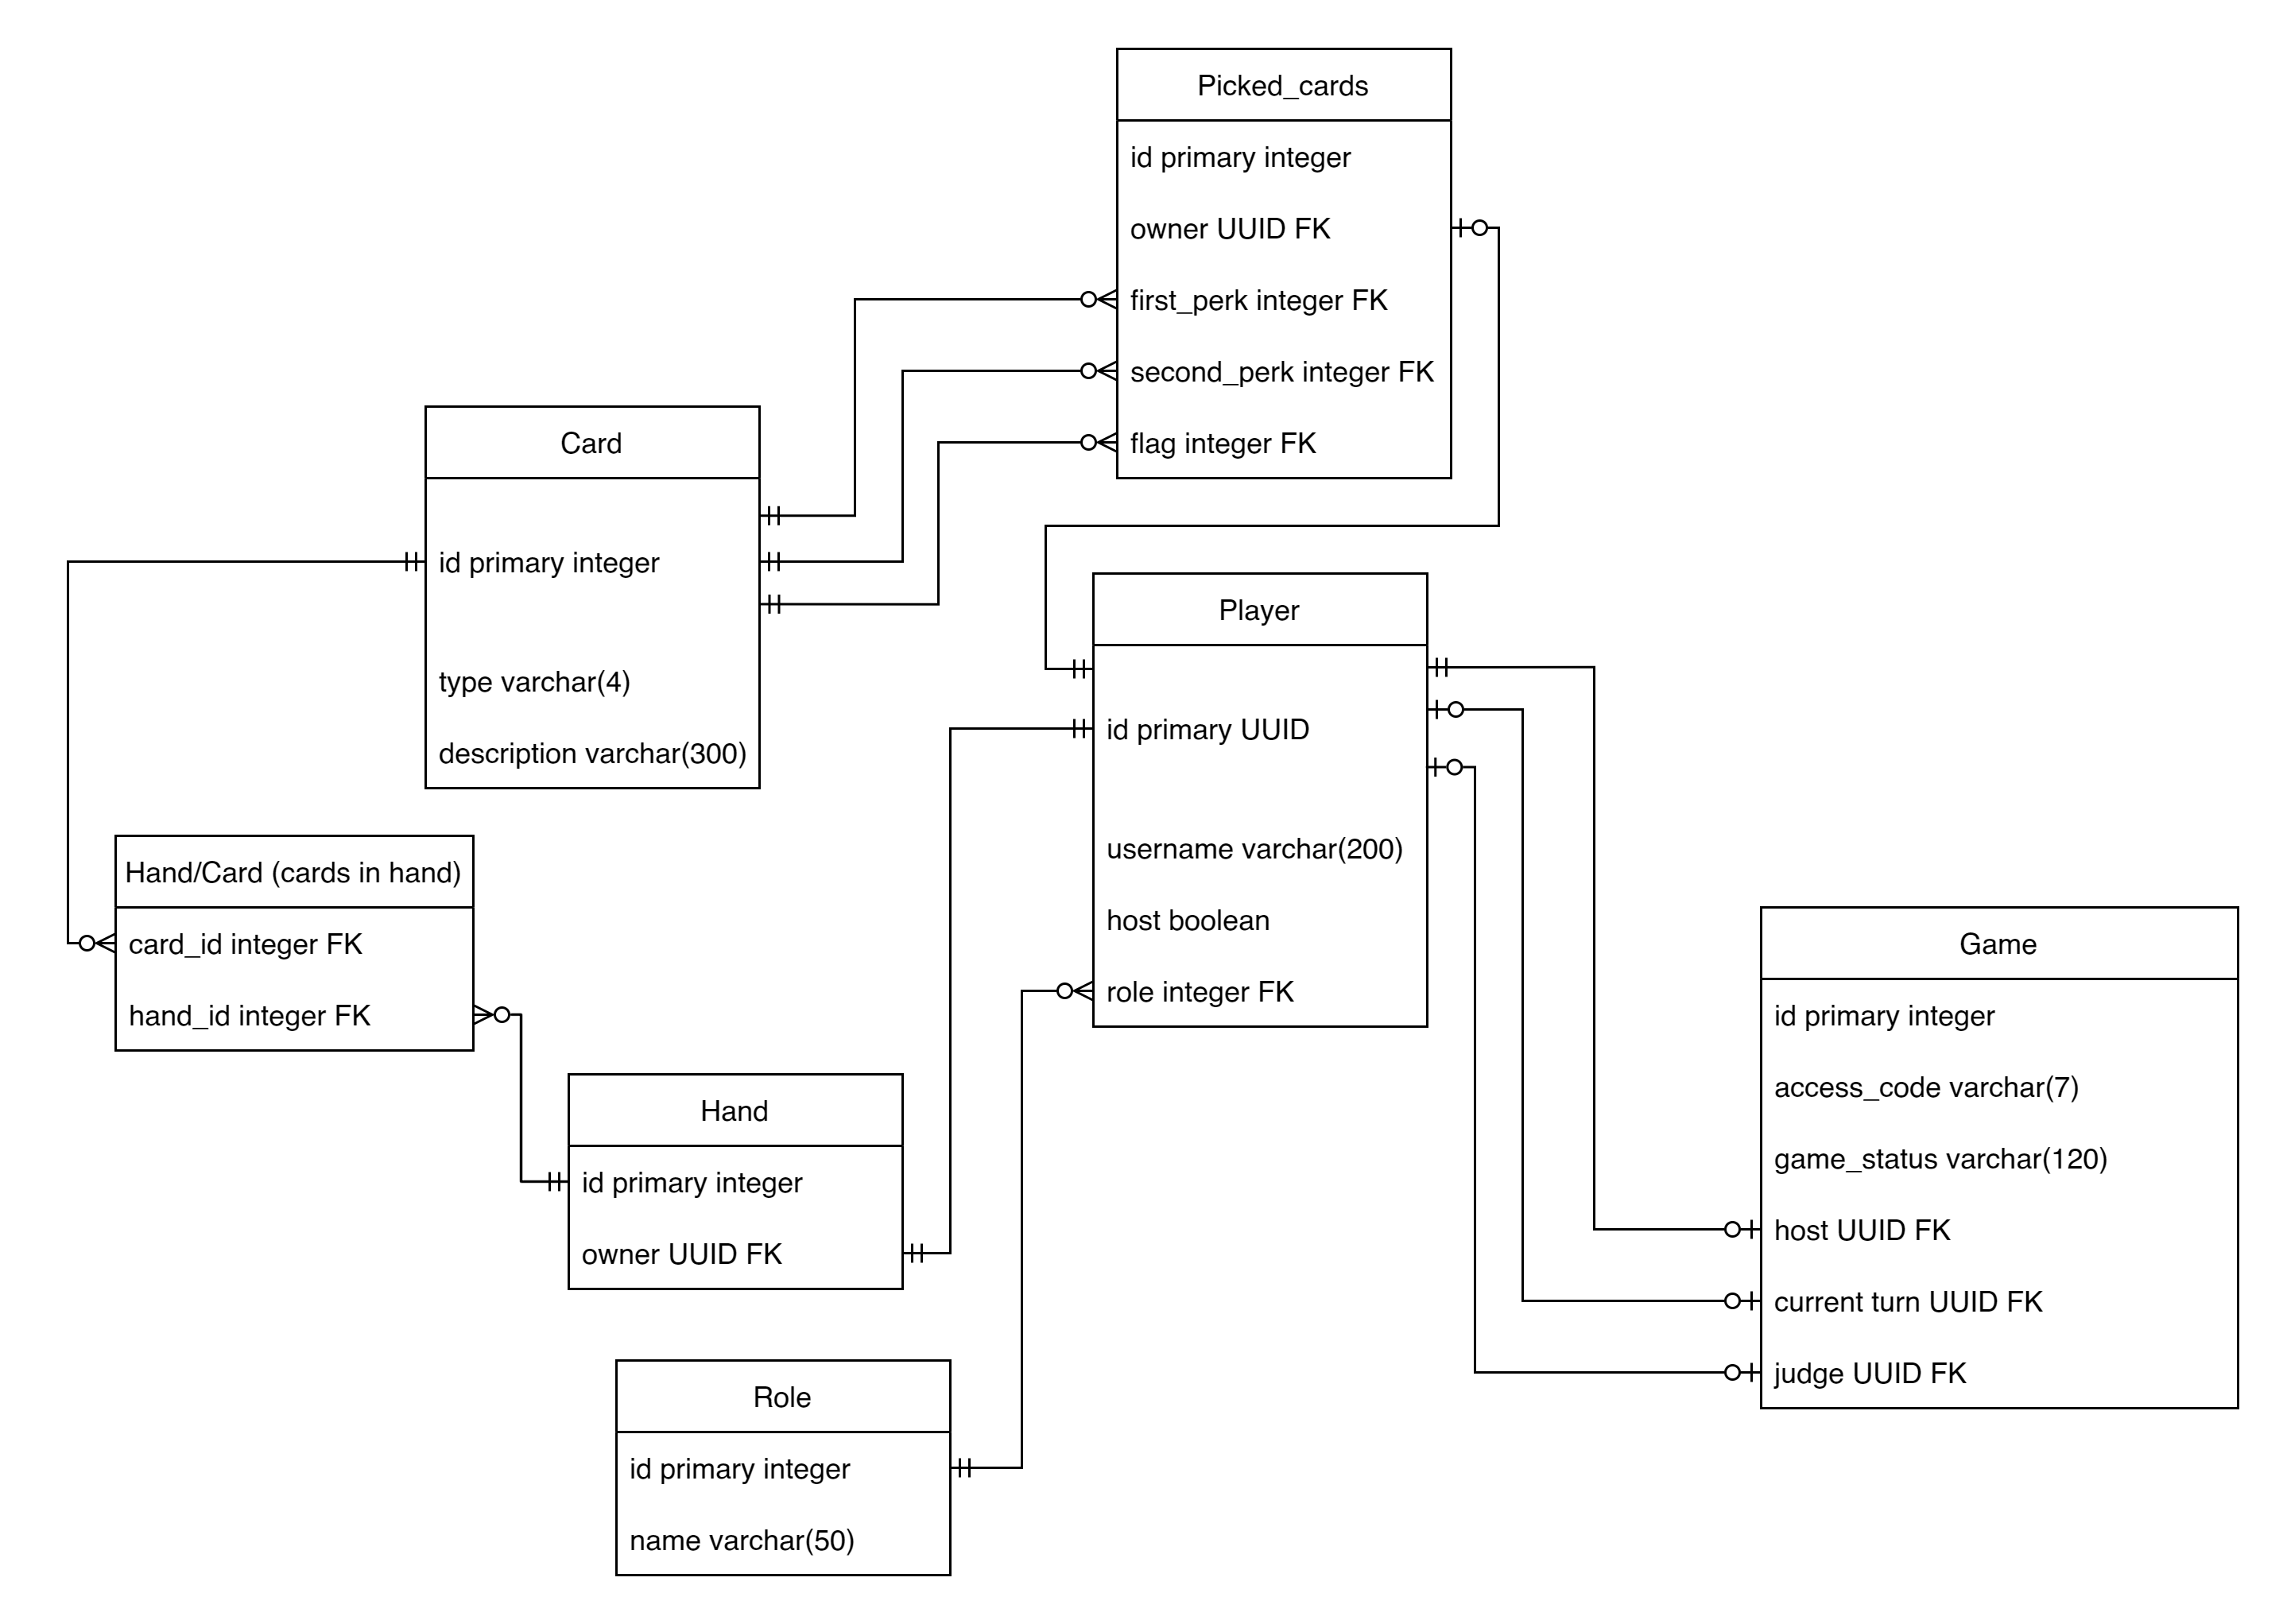 Picked_cards
id primary integer
owner UUID FK
first_perk integer FK
second_perk integer FK
flag integer FK
Card
id primary integer
type varchar(4)
description varchar(300)
Player
id primary UUID
username varchar(200)
host boolean
role integer FK
Hand/Card (cards in hand)
card_id integer FK
hand_id integer FK
Game
id primary integer
access_code varchar(7)
game_status varchar(120)
host UUID FK
current turn UUID FK
judge UUID FK
Hand
id primary integer
owner UUID FK
Role
id primary integer
name varchar(50)